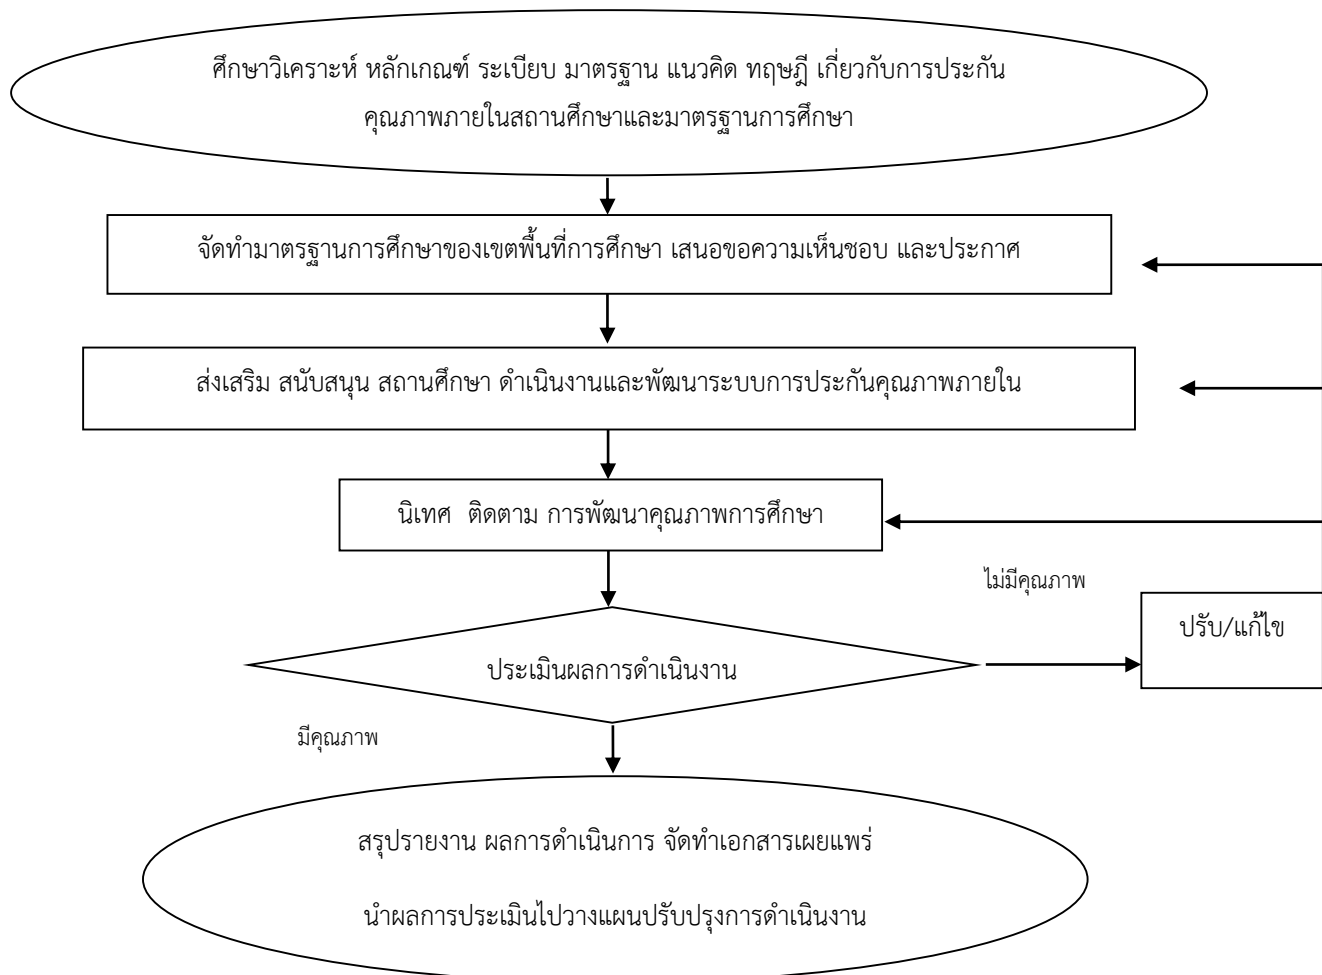 ศึกษาวิเคราะห์ หลักเกณฑ์ ระเบียบ มาตรฐาน แนวคิด ทฤษฎี เกี่ยวกับการประกัน
คุณภาพภายในสถานศึกษาและมาตรฐานการศึกษา
จัดทำมาตรฐานการศึกษาของเขตพื้นที่การศึกษา เสนอขอความเห็นชอบ และประกาศ
ส่งเสริม สนับสนุน สถานศึกษา ดำเนินงานและพัฒนาระบบการประกันคุณภาพภายใน
นิเทศ ติดตาม การพัฒนาคุณภาพการศึกษา
ไม่มีคุณภาพ
ปรับ/แก้ไข
ประเมินผลการดำเนินงาน
มีคุณภาพ
สรุปรายงาน ผลการดำเนินการ จัดทำเอกสารเผยแพร่
นำผลการประเมินไปวางแผนปรับปรุงการดำเนินงาน